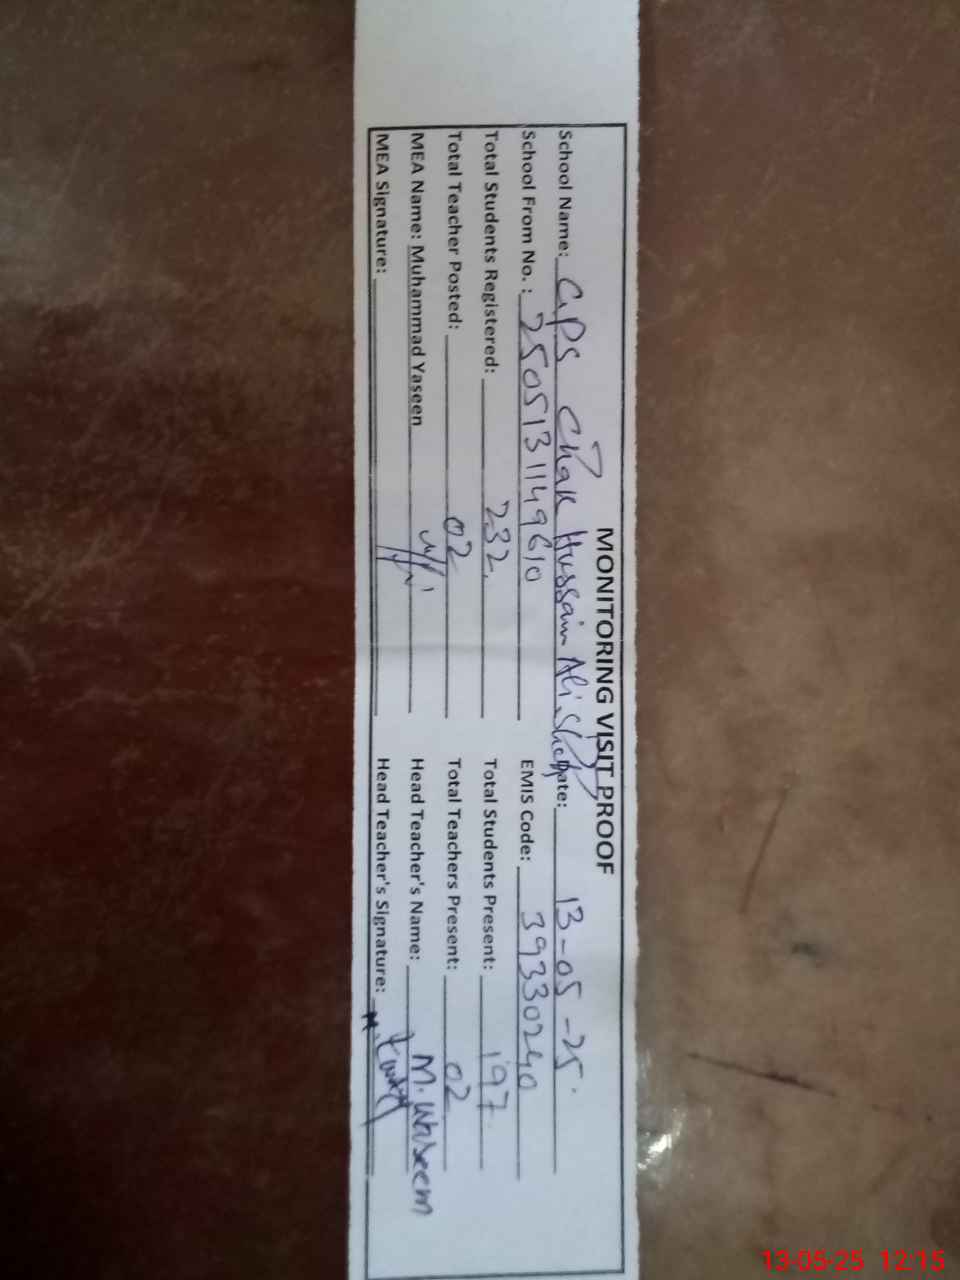 MONITORING VISIT PROOF
School Name: GPS Chak Hussain Ali Shah Date: 13-05-25
School From No. : 2505131149610 EMIS Code: 39330240
Total Students Registered: 232 Total Students Present: 197
Total Teacher Posted: 02 Total Teachers Present: 02
MEA Name: Muhammad Yaseen Head Teacher's Name: M. Waseem
MEA Signature: Head Teacher's Signature:
13-05-25 12:15